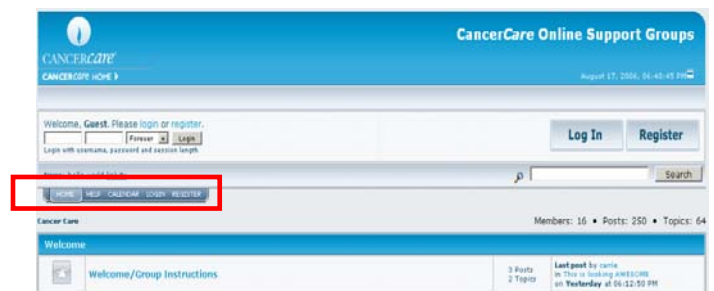 CancerCare Online Support Groups
CANCERcare
CANCERcare HOME
August 17, 2006, 06:40:45 PM
Welcome, Guest. Please login or register.
Forever Login
Login with username, password and session length
Log In Register
Search
HOME HELP CALENDAR LOGIN REGISTER
Cancer Care
Members: 16 • Posts: 250 • Topics: 64
Welcome
Welcome/Group Instructions
3 Posts
2 Topics
Last post by carrie
in This is looking AWESOME
on Yesterday at 06:12:50 PM